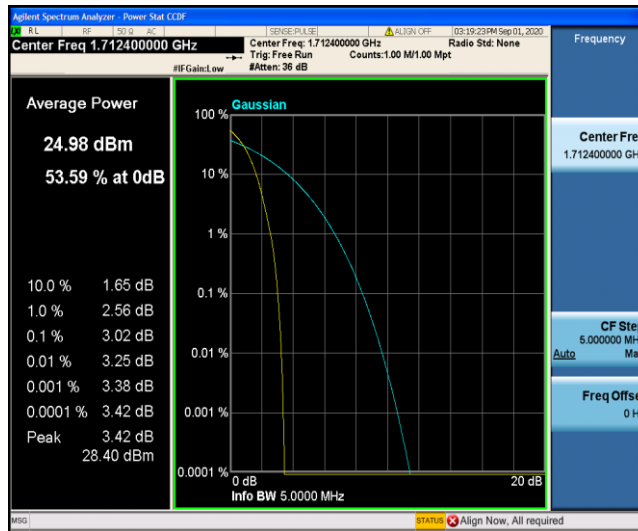 Agilent Spectrum Analyzer - Power Stat CCDF
RL RF 50 Ω AC SENSE:PULSE ALIGN OFF 03:19:23 PM Sep 01, 2020
Center Freq 1.712400000 GHz
Center Freq: 1.712400000 GHz Radio Std: None
Trig: Free Run Counts:1.00 M/1.00 Mpt
#IFGain:Low #Atten: 36 dB
Frequency
Average Power
24.98 dBm
53.59 % at 0dB
10.0 % 1.65 dB
1.0 % 2.56 dB
0.1 % 3.02 dB
0.01 % 3.25 dB
0.001 % 3.38 dB
0.0001 % 3.42 dB
Peak 3.42 dB
28.40 dBm
Gaussian
100 %
10 %
1 %
0.1 %
0.01 %
0.001 %
0.0001 %
0 dB 20 dB
Info BW 5.0000 MHz
Center Fre
1.712400000 GH
CF Ste
5.000000 MH
Auto Ma
Freq Offse
0 H
MSG STATUS Align Now, All required